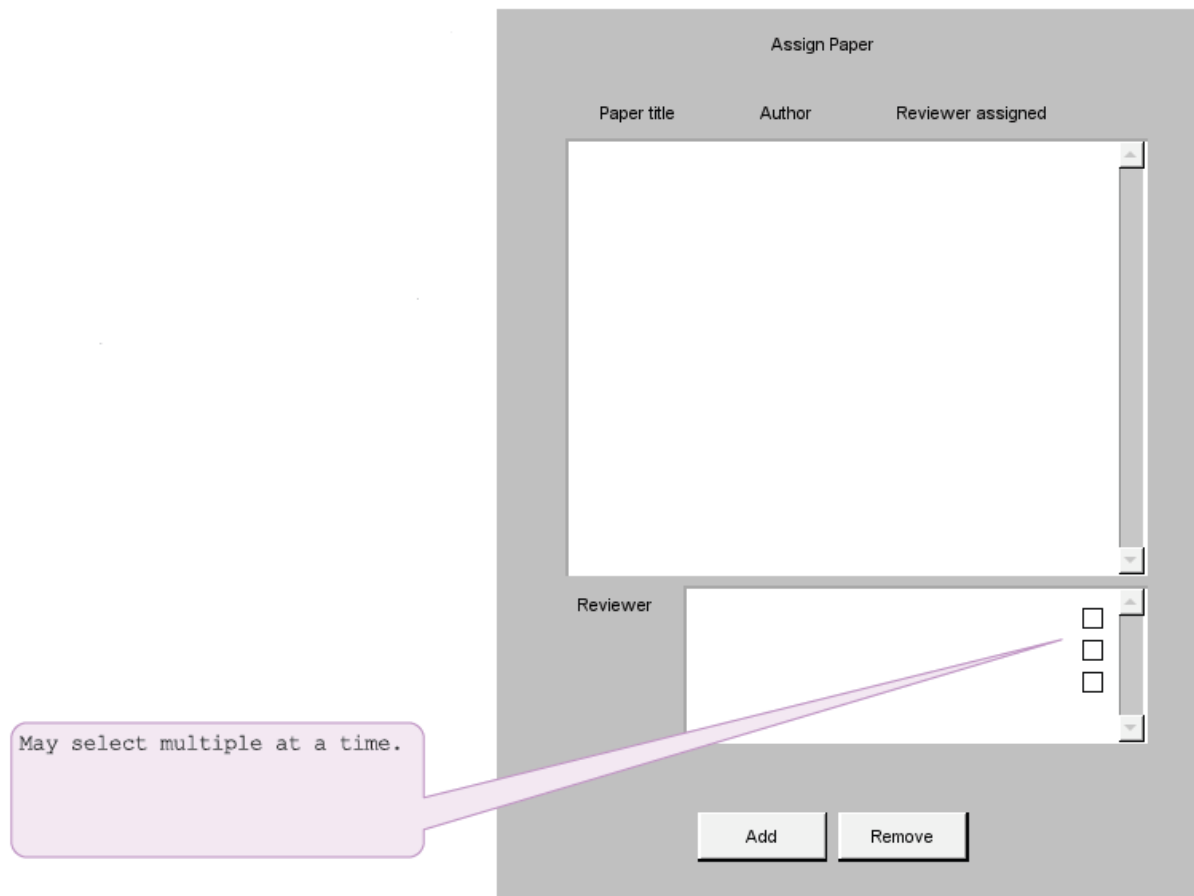 Assign Paper
Paper title Author Reviewer assigned
Reviewer
May select multiple at a time.
Add Remove